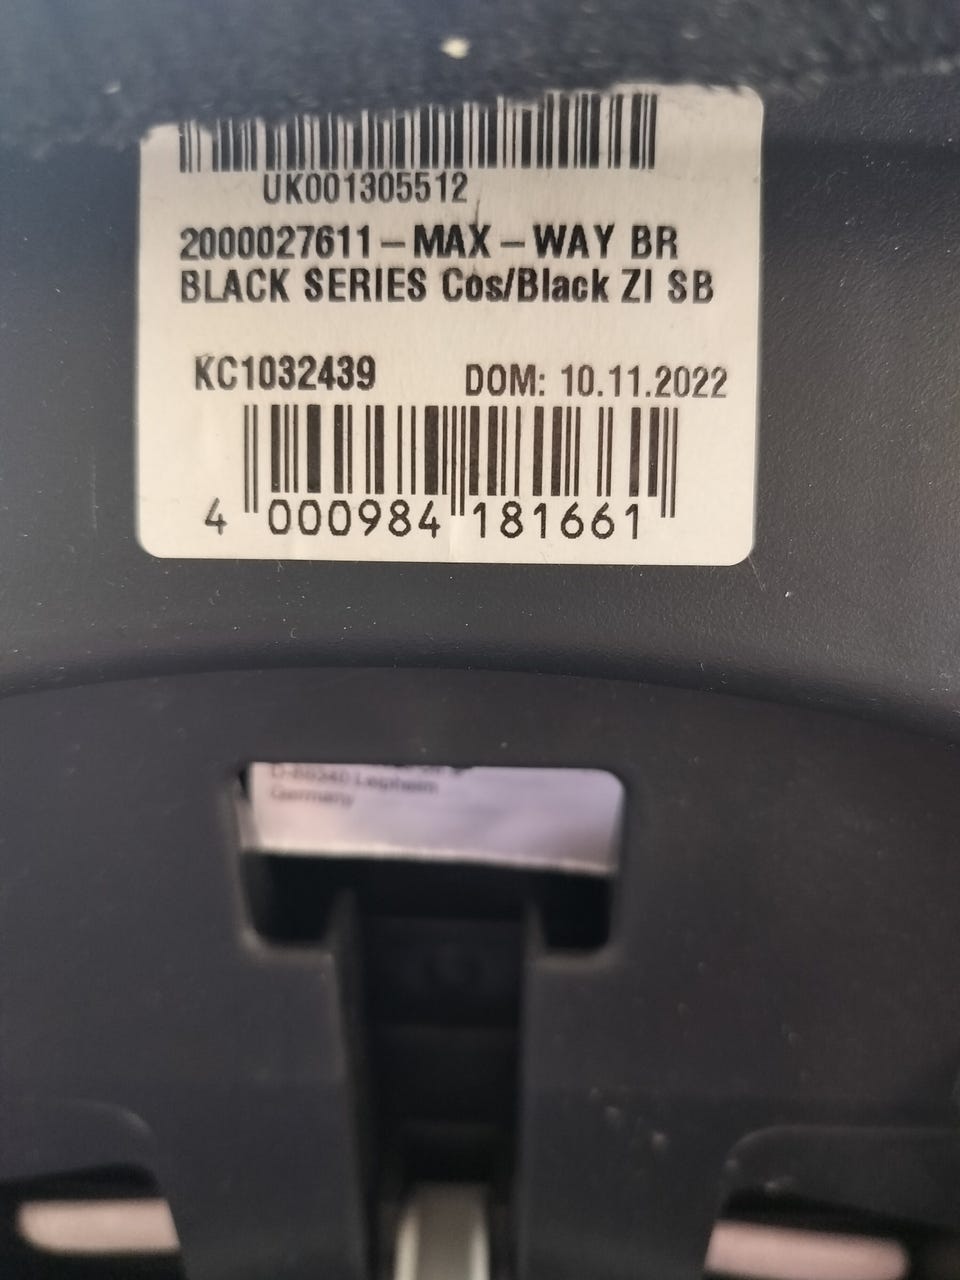 UK001305512
2000027611 – MAX – WAY BR
BLACK SERIES Cos/Black ZI SB
KC1032439 DOM: 10.11.2022
4 000984 181661
Leipheim
Germany